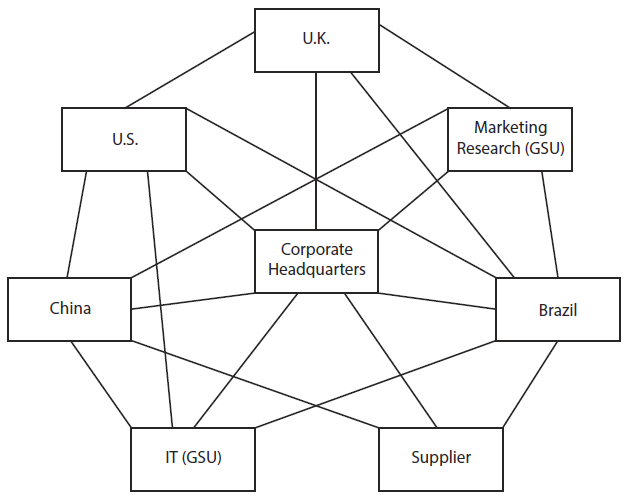 U.K.
U.S.
Marketing
Research (GSU)
Corporate
Headquarters
China
Brazil
IT (GSU)
Supplier